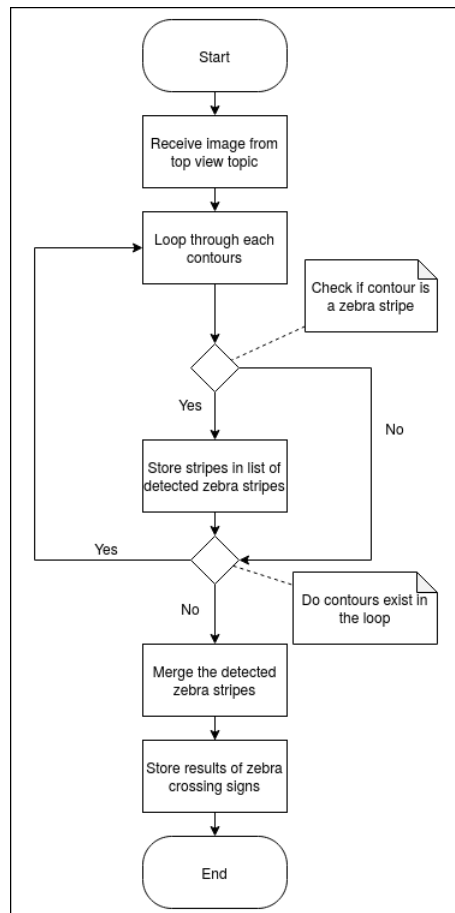 Start
Receive image from
top view topic
Loop through each
contours
Check if contour is
a zebra stripe
Yes
No
Store stripes in list of
detected zebra stripes
Yes
Do contours exist in
the loop
No
Merge the detected
zebra stripes
Store results of zebra
crossing signs
End